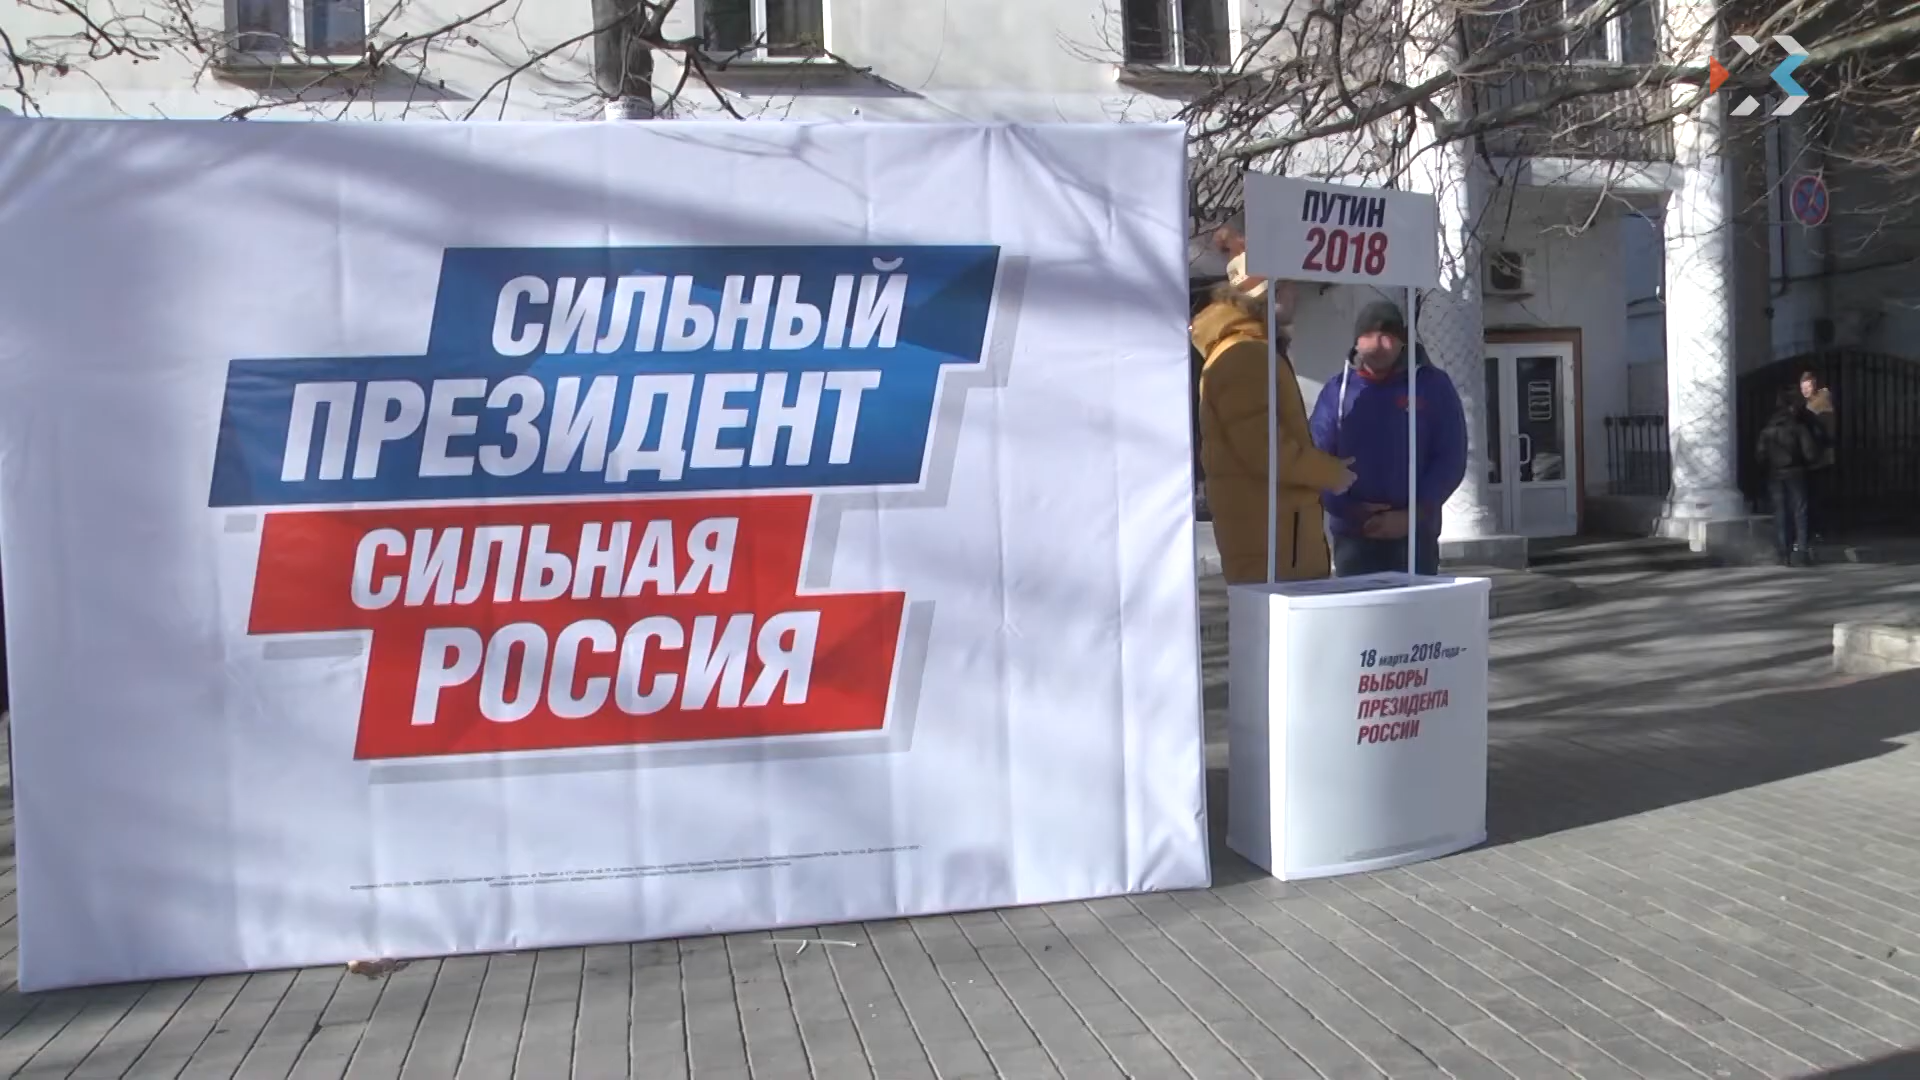 СИЛЬНЫЙ
ПРЕЗИДЕНТ
СИЛЬНАЯ
РОССИЯ
ПУТИН
2018
18 марта 2018 года –
ВЫБОРЫ
ПРЕЗИДЕНТА
РОССИИ